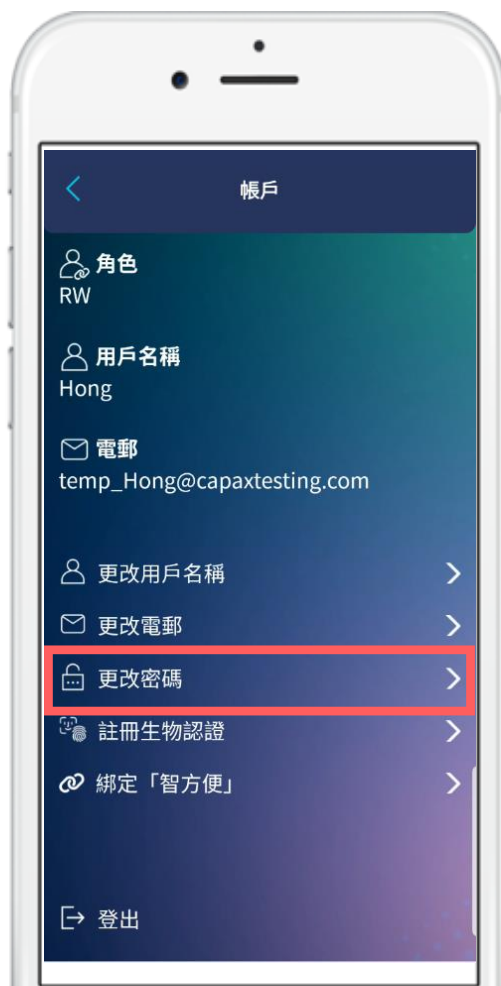 帳戶
角色
RW
用戶名稱
Hong
電郵
temp_Hong@capaxtesting.com
更改用戶名稱
更改電郵
更改密碼
註冊生物認證
綁定「智方便」
登出